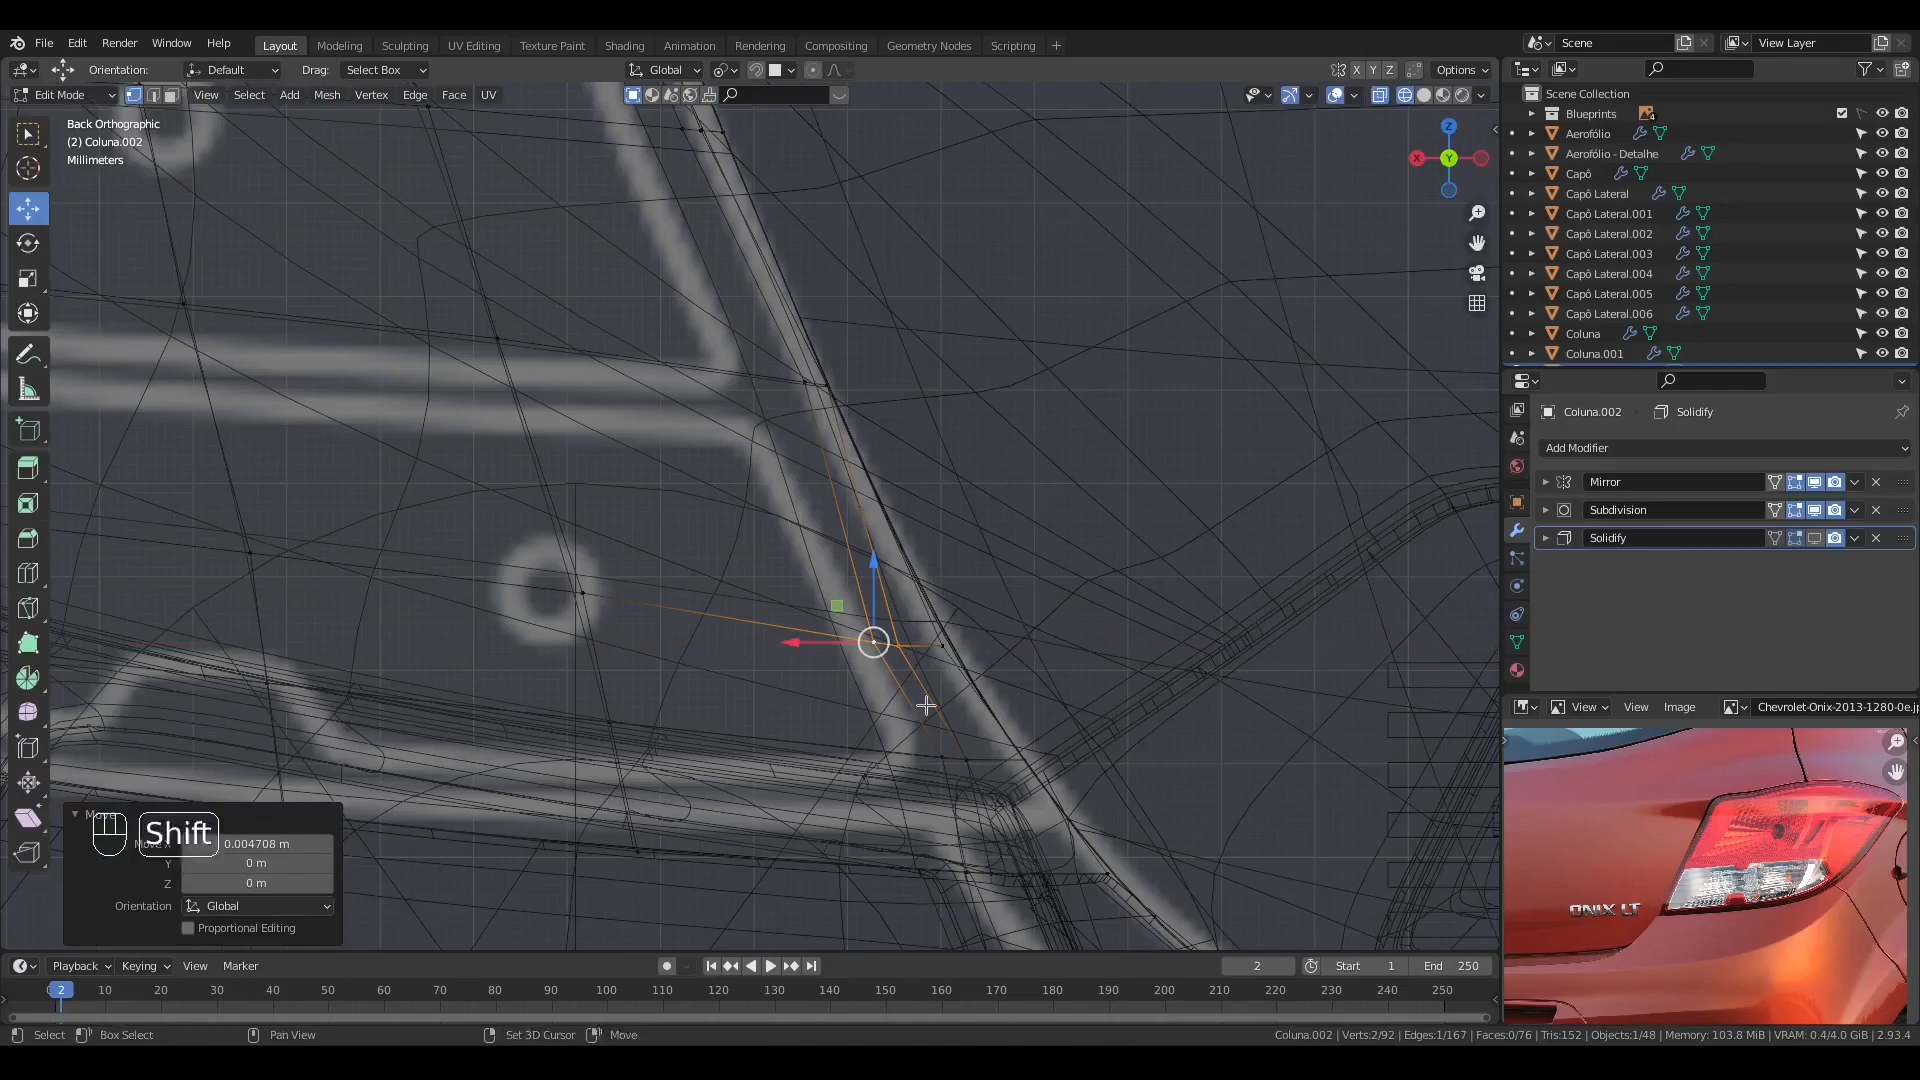 File Edit Render Window Help Layout Modeling Sculpting UV Editing Texture Paint Shading Animation Rendering Compositing Geometry Nodes Scripting Scene View Layer
Orientation: Default Drag: Select Box Global X Y Z Options
Edit Mode View Select Add Mesh Vertex Edge Face UV
Back Orthographic
(2) Coluna.002
Millimeters
Z
X
Y
Scene Collection
Blueprints 4
Aerofólio
Aerofólio - Detalhe
Capô
Capô Lateral
Capô Lateral.001
Capô Lateral.002
Capô Lateral.003
Capô Lateral.004
Capô Lateral.005
Capô Lateral.006
Coluna
Coluna.001
Coluna.002 Solidify
Add Modifier
Mirror
Subdivision
Solidify
View View Image Chevrolet-Onix-2013-1280-0e.jp
ONIX LT
Shift
0.004708 m
Y 0 m
Z 0 m
Orientation Global
Proportional Editing
Playback Keying View Marker 2 Start 1 End 250
2 10 20 30 40 50 60 70 80 90 100 110 120 130 140 150 160 170 180 190 200 210 220 230 240 250
Select Box Select Pan View Set 3D Cursor Move Coluna.002 | Verts:2/92 | Edges:1/167 | Faces:0/76 | Tris:152 | Objects:1/48 | Memory: 103.8 MiB | VRAM: 0.4/4.0 GiB | 2.93.4